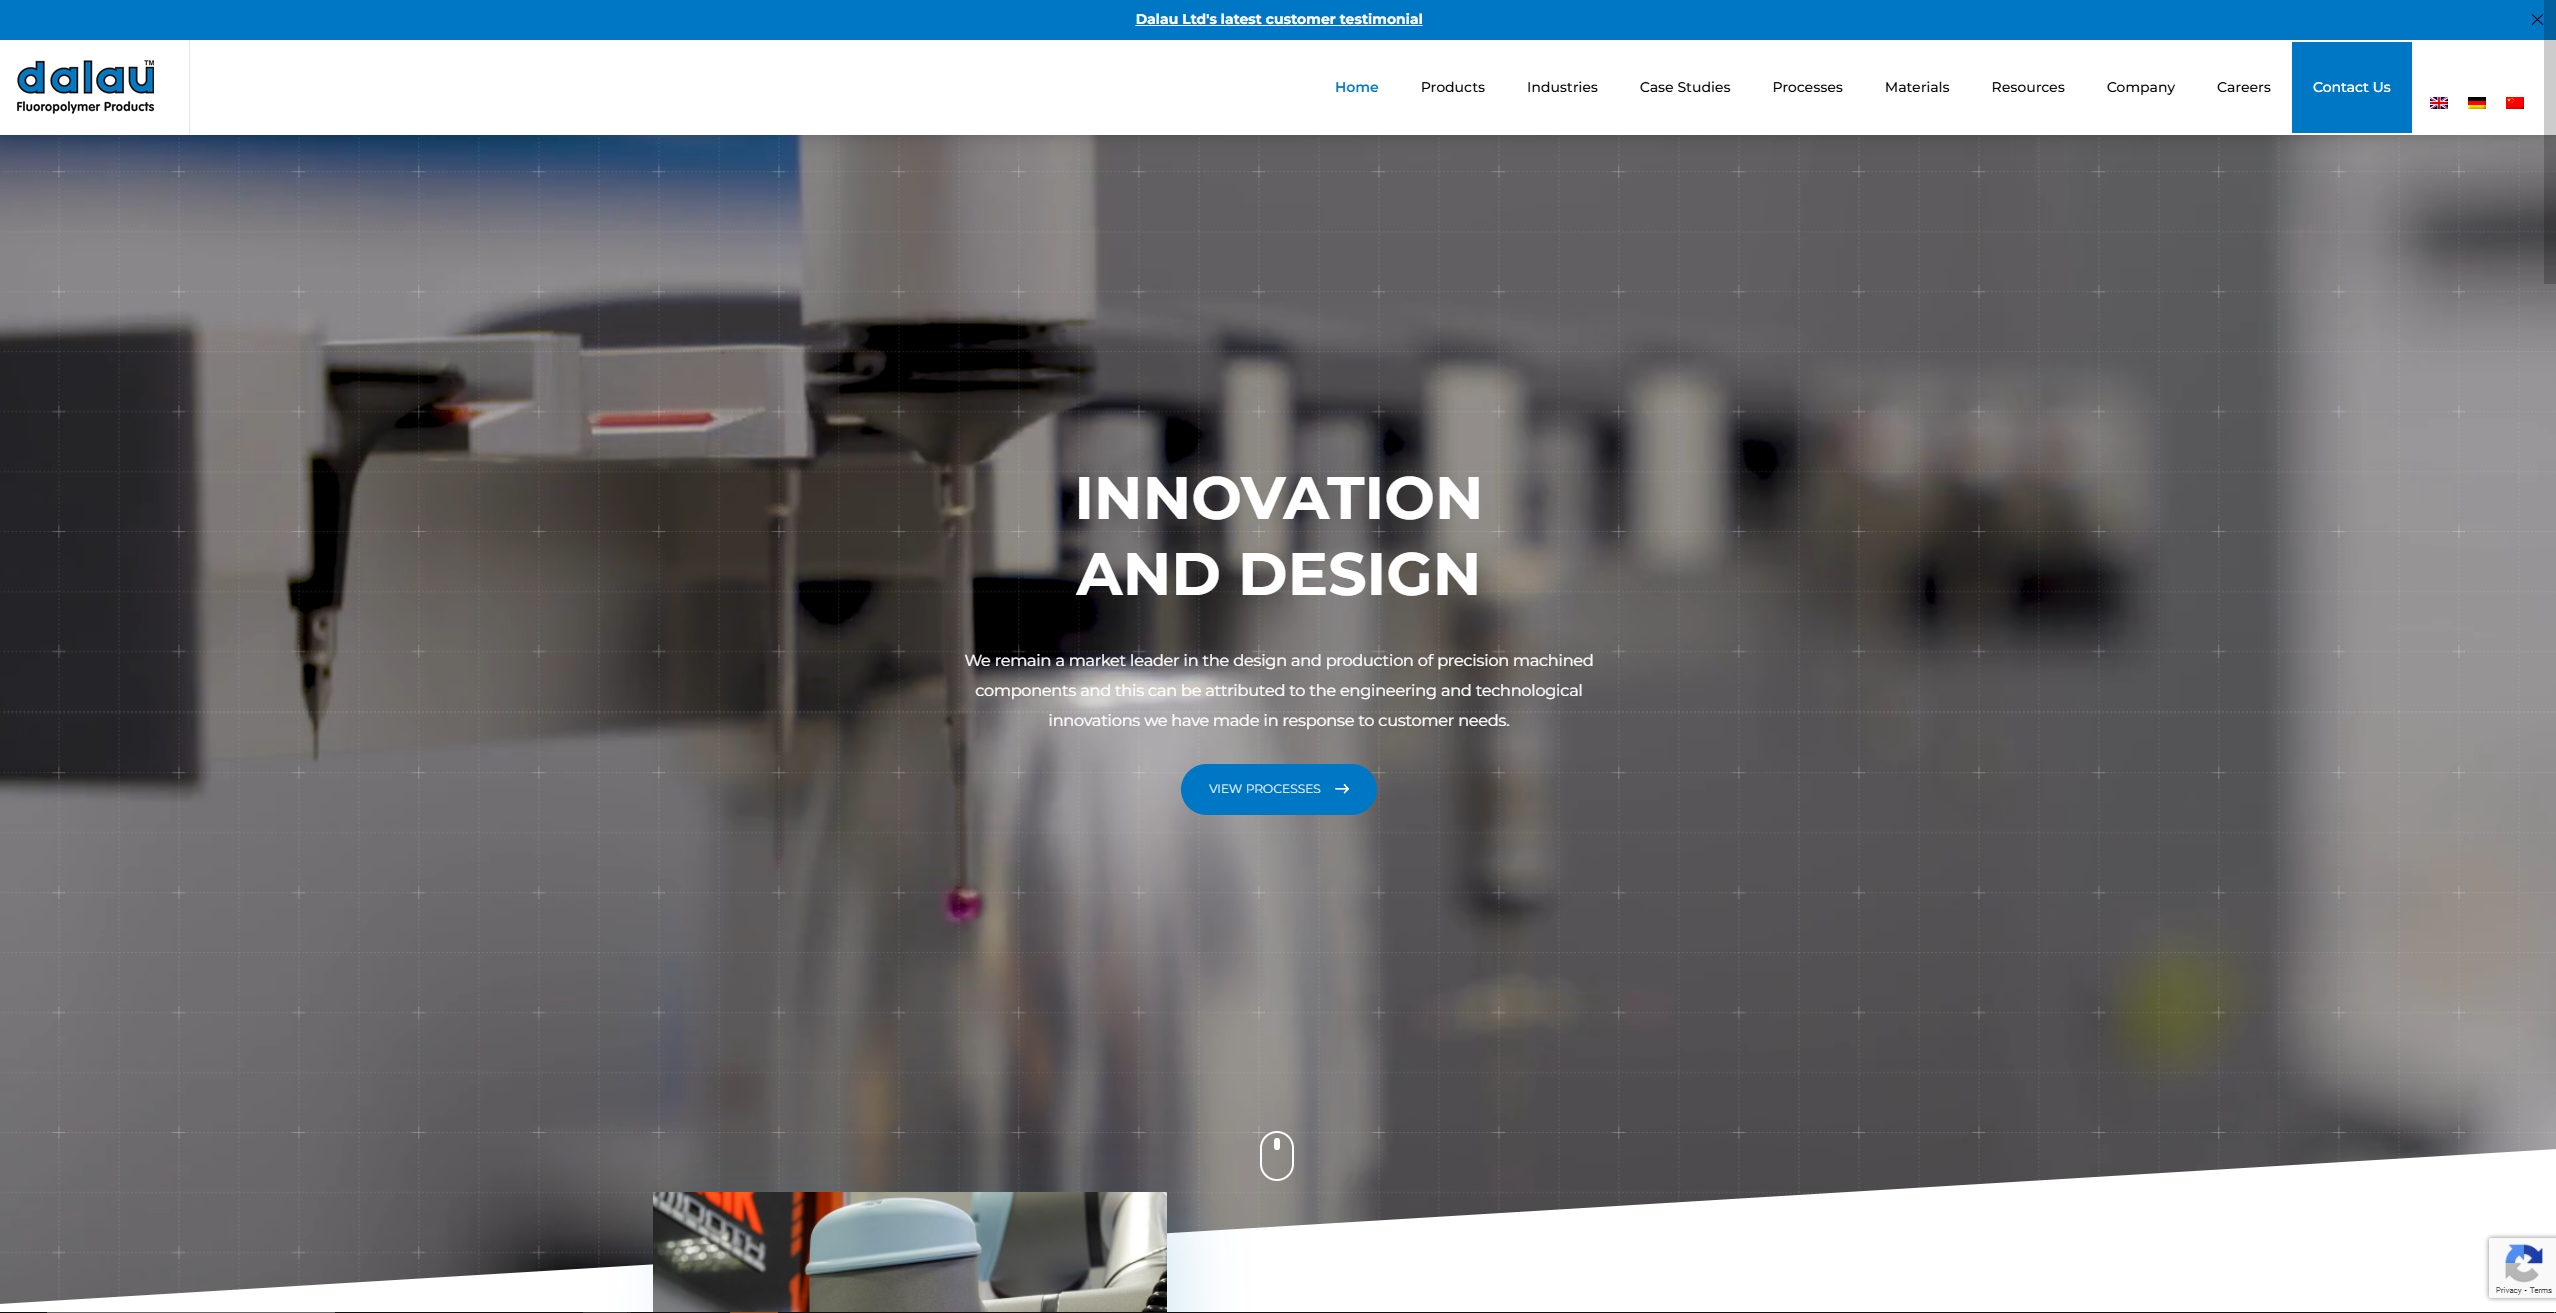 Dalau Ltd's latest customer testimonial
dalau™
Fluoropolymer Products
Home
Products
Industries
Case Studies
Processes
Materials
Resources
Company
Careers
Contact Us
INNOVATION
AND DESIGN
We remain a market leader in the design and production of precision machined
components and this can be attributed to the engineering and technological
innovations we have made in response to customer needs.
VIEW PROCESSES
Privacy - Terms